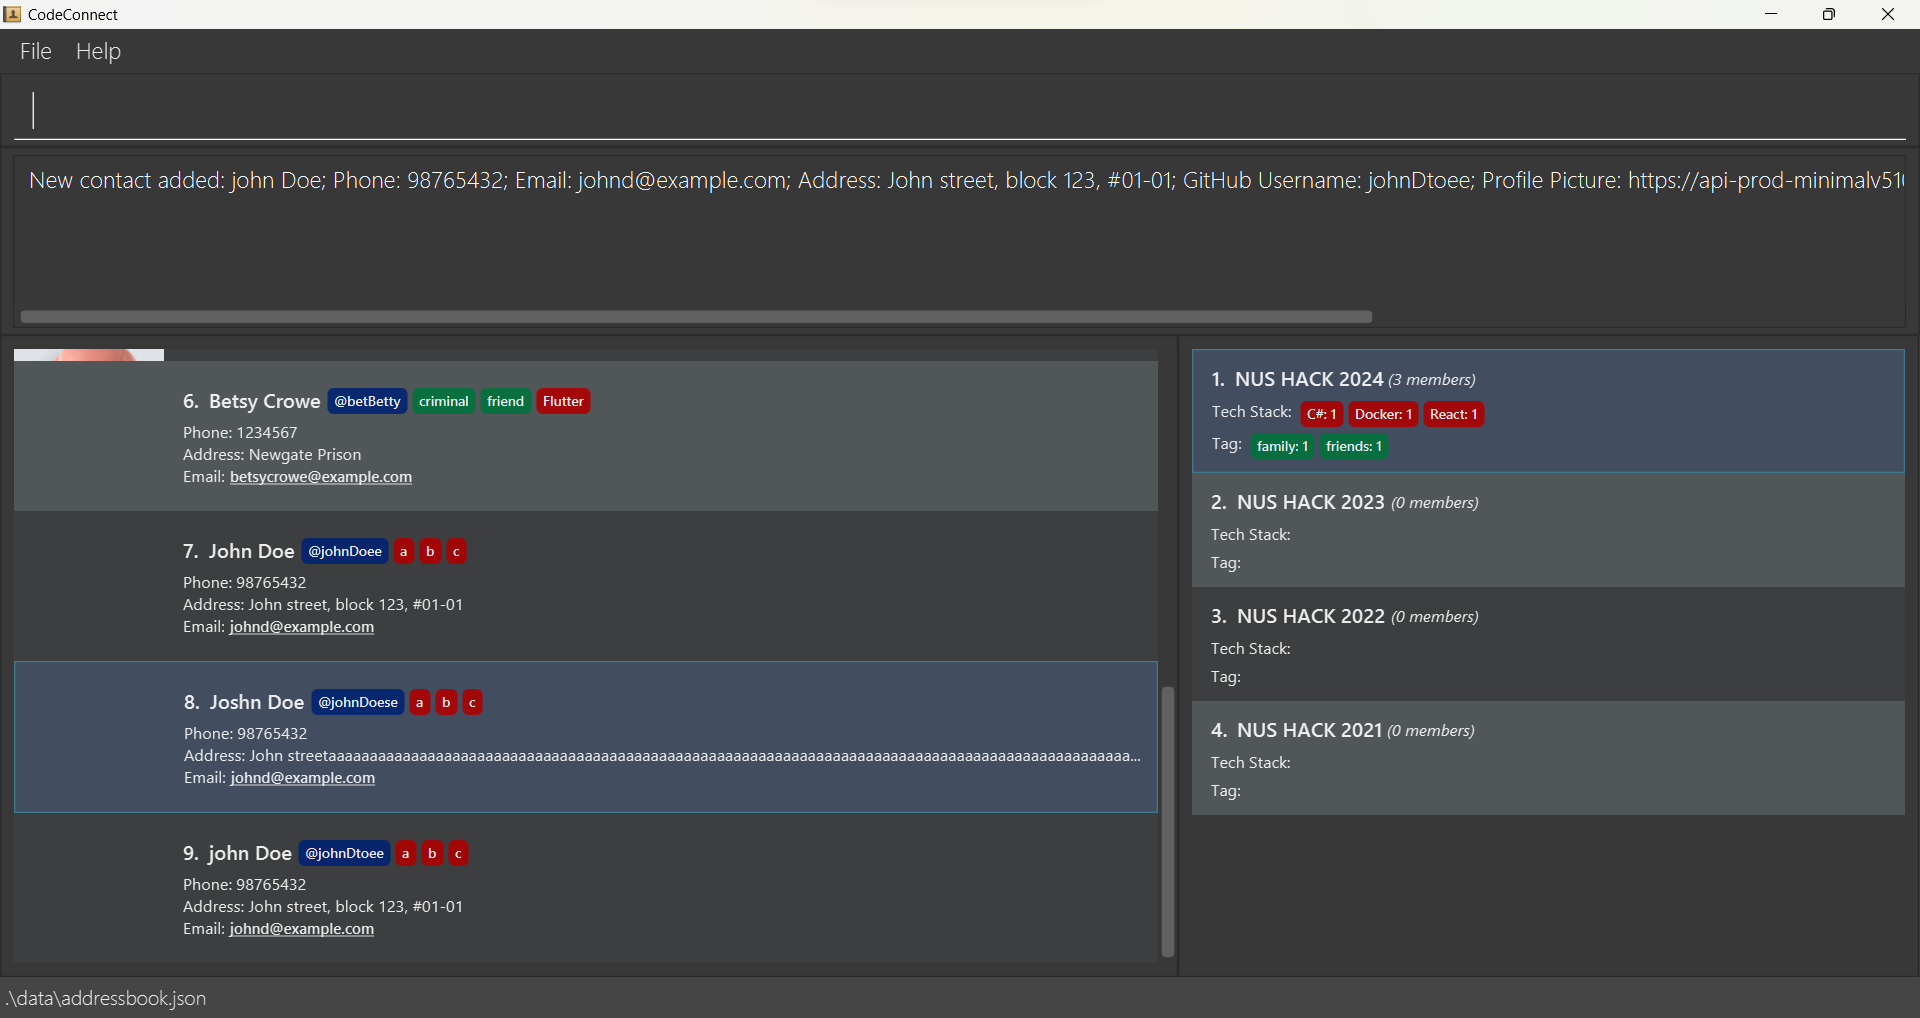 CodeConnect
File Help
New contact added: john Doe; Phone: 98765432; Email: johnd@example.com; Address: John street, block 123, #01-01; GitHub Username: johnDtoee; Profile Picture: https://api-prod-minimalv51
6. Betsy Crowe @betBetty criminal friend Flutter
Phone: 1234567
Address: Newgate Prison
Email: betsycrowe@example.com
7. John Doe @johnDoee a b c
Phone: 98765432
Address: John street, block 123, #01-01
Email: johnd@example.com
8. Joshn Doe @johnDoese a b c
Phone: 98765432
Address: John streetaaaaaaaaaaaaaaaaaaaaaaaaaaaaaaaaaaaaaaaaaaaaaaaaaaaaaaaaaaaaaaaaaaaaaaaaaaaaaaaaaaaaaaaaaaaaaaaaaaa...
Email: johnd@example.com
9. john Doe @johnDtoee a b c
Phone: 98765432
Address: John street, block 123, #01-01
Email: johnd@example.com
1. NUS HACK 2024 (3 members)
Tech Stack: C#: 1 Docker: 1 React: 1
Tag: family: 1 friends: 1
2. NUS HACK 2023 (0 members)
Tech Stack:
Tag:
3. NUS HACK 2022 (0 members)
Tech Stack:
Tag:
4. NUS HACK 2021 (0 members)
Tech Stack:
Tag:
.\data\addressbook.json